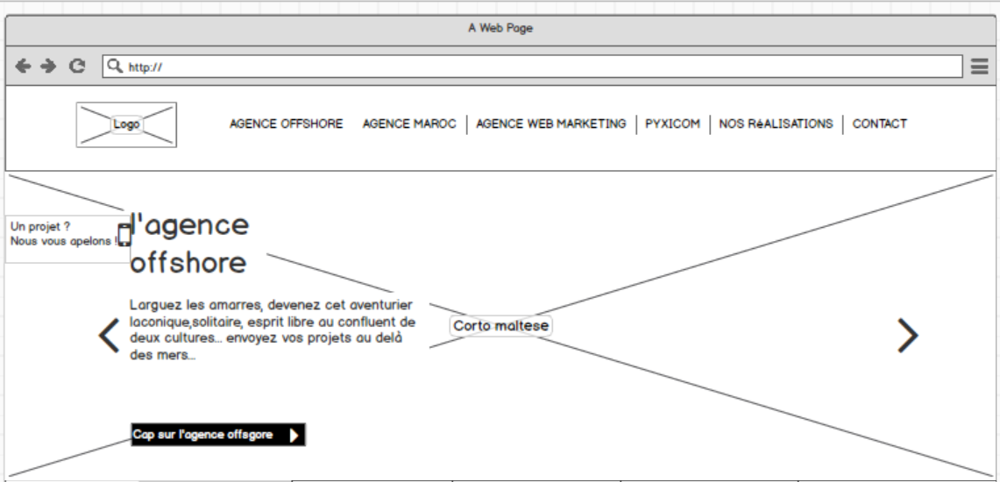 A Web Page
http://
Logo
AGENCE OFFSHORE AGENCE MAROC AGENCE WEB MARKETING PYXICOM NOS RéALISATIONS CONTACT
Un projet ?
Nous vous apelons !
l'agence
offshore
Larguez les amarres, devenez cet aventurier
laconique,solitaire, esprit libre au confluent de
deux cultures... envoyez vos projets au delà
des mers...
Corto maltese
Cap sur l'agence offsgore